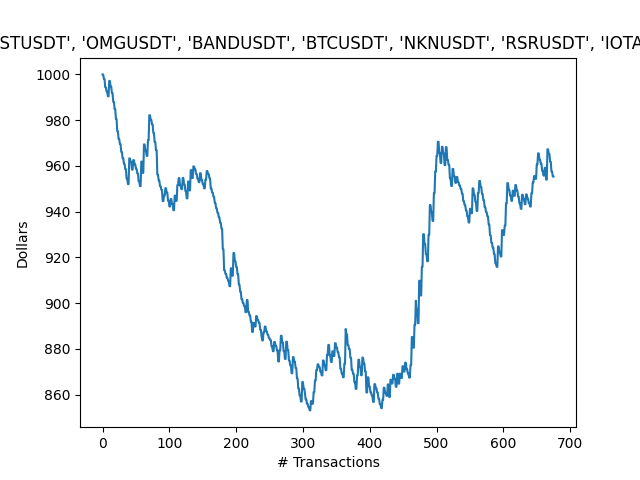 STUSDT', 'OMGUSDT', 'BANDUSDT', 'BTCUSDT', 'NKNUSDT', 'RSRUSDT', 'IOTA
1000
980
960
940
920
900
880
860
Dollars
0 100 200 300 400 500 600 700
# Transactions